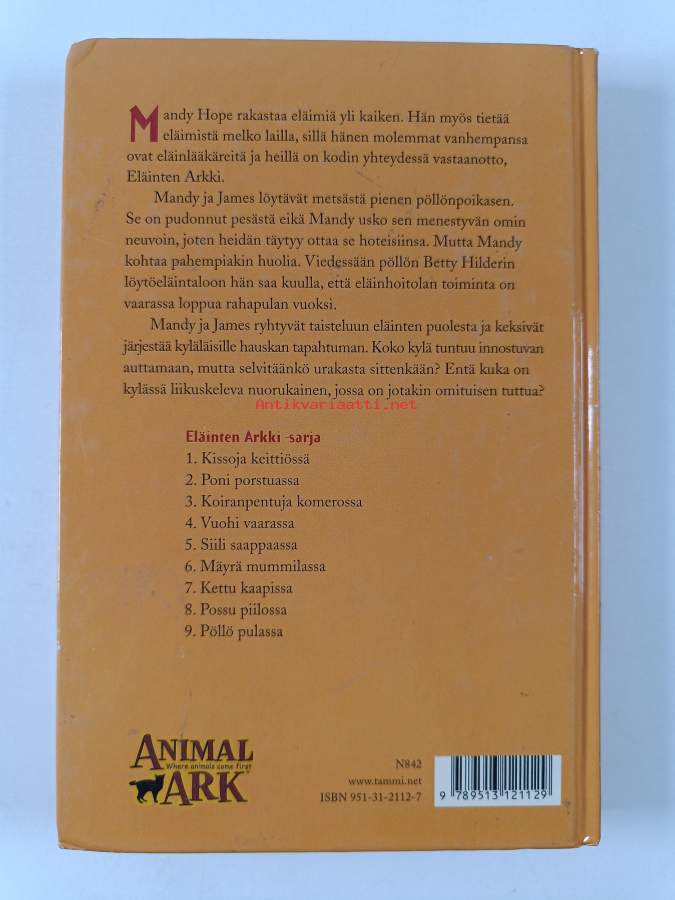 Mandy Hope rakastaa eläimiä yli kaiken. Hän myös tietää
eläimistä melko lailla, sillä hänen molemmat vanhempansa
ovat eläinlääkäreitä ja heillä on kodin yhteydessä vastaanotto,
Eläinten Arkki.
Mandy ja James löytävät metsästä pienen pöllönpoikasen.
Se on pudonnut pesästä eikä Mandy usko sen menestyvän omin
neuvoin, joten heidän täytyy ottaa se hoteisiinsa. Mutta Mandy
kohtaa pahempiakin huolia. Viedessään pöllön Betty Hilderin
löytöeläintaloon hän saa kuulla, että eläinhoitolan toiminta on
vaarassa loppua rahapulan vuoksi.
Mandy ja James ryhtyvät taisteluun eläinten puolesta ja keksivät
järjestää kyläläisille hauskan tapahtuman. Koko kylä tuntuu innostuvan
auttamaan, mutta selvitäänkö urakasta sittenkään? Entä kuka on
kylässä liikuskeleva nuorukainen, jossa on jotakin omituisen tuttua?
Antikvariaatti.net
Eläinten Arkki -sarja
1. Kissoja keittiössä
2. Poni porstuassa
3. Koiranpentuja komerossa
4. Vuohi vaarassa
5. Siili saappaassa
6. Mäyrä mummilassa
7. Kettu kaapissa
8. Possu piilossa
9. Pöllö pulassa
ANIMAL
Where animals come first
ARK
N842
www.tammi.net
ISBN 951-31-2112-7
9 789513 121129